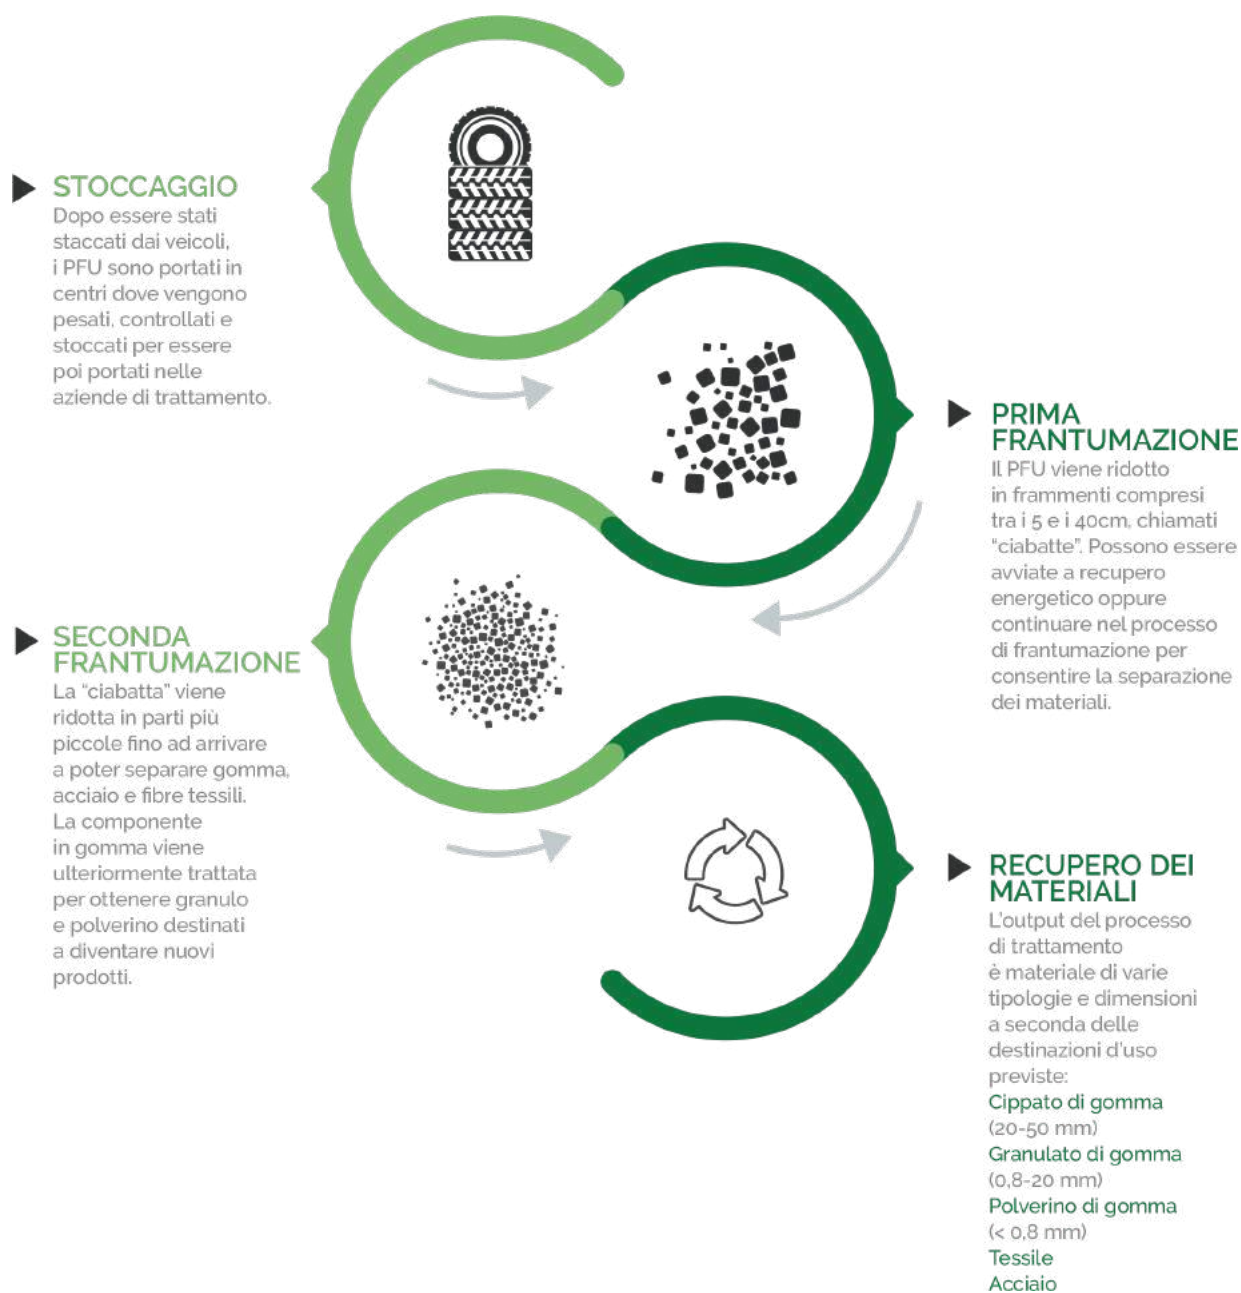 STOCCAGGIO
Dopo essere stati
staccati dai veicoli,
i PFU sono portati in
centri dove vengono
pesati, controllati e
stoccati per essere
poi portati nelle
aziende di trattamento.
PRIMA
FRANTUMAZIONE
Il PFU viene ridotto
in frammenti compresi
tra i 5 e i 40cm, chiamati
“ciabatte”. Possono essere
avviate a recupero
energetico oppure
continuare nel processo
di frantumazione per
consentire la separazione
dei materiali.
SECONDA
FRANTUMAZIONE
La “ciabatta” viene
ridotta in parti più
piccole fino ad arrivare
a poter separare gomma,
acciaio e fibre tessili.
La componente
in gomma viene
ulteriormente trattata
per ottenere granulo
e polverino destinati
a diventare nuovi
prodotti.
RECUPERO DEI
MATERIALI
L'output del processo
di trattamento
è materiale di varie
tipologie e dimensioni
a seconda delle
destinazioni d'uso
previste:
Cippato di gomma
(20-50 mm)
Granulato di gomma
(0,8-20 mm)
Polverino di gomma
(< 0,8 mm)
Tessile
Acciaio